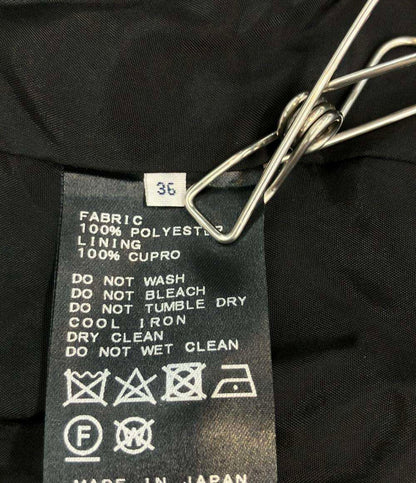 36
FABRIC
100% POLYESTER
LINING
100% CUPRO
DO NOT WASH
DO NOT BLEACH
DO NOT TUMBLE DRY
COOL IRON
DRY CLEAN
DO NOT WET CLEAN
F W
MADE IN JAPAN